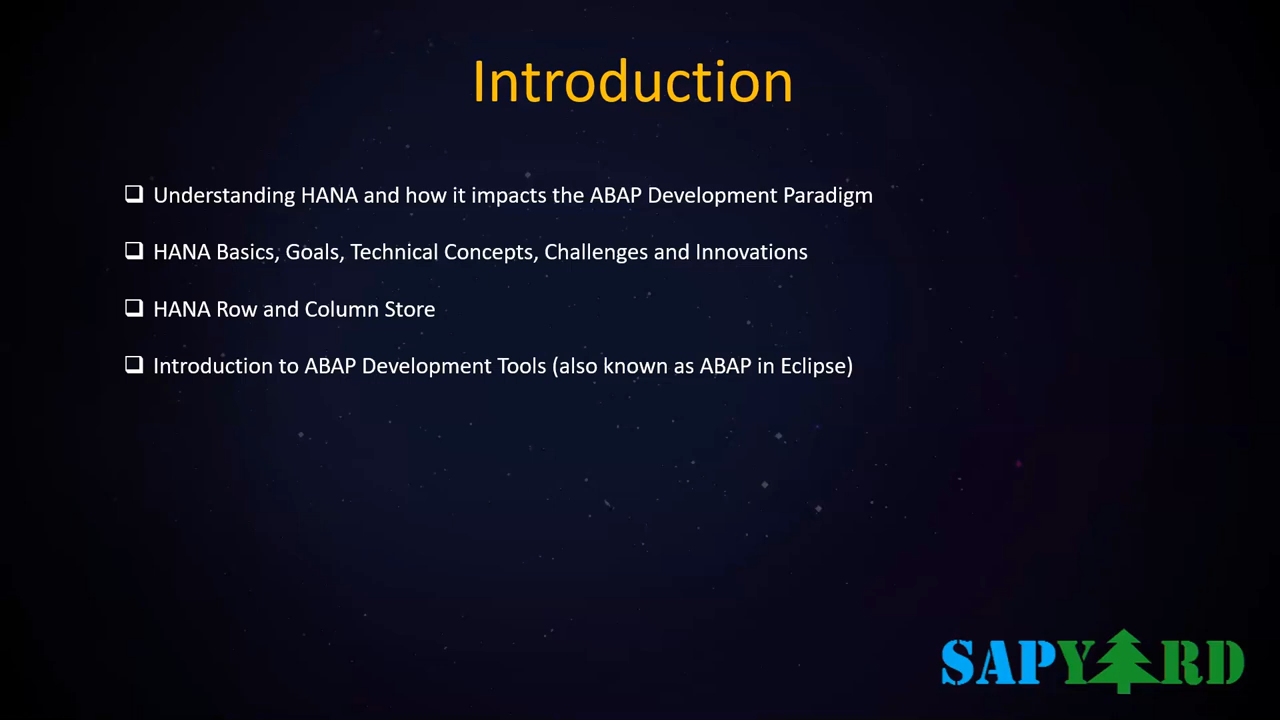 Introduction
Understanding HANA and how it impacts the ABAP Development Paradigm
HANA Basics, Goals, Technical Concepts, Challenges and Innovations
HANA Row and Column Store
Introduction to ABAP Development Tools (also known as ABAP in Eclipse)
SAPYARD